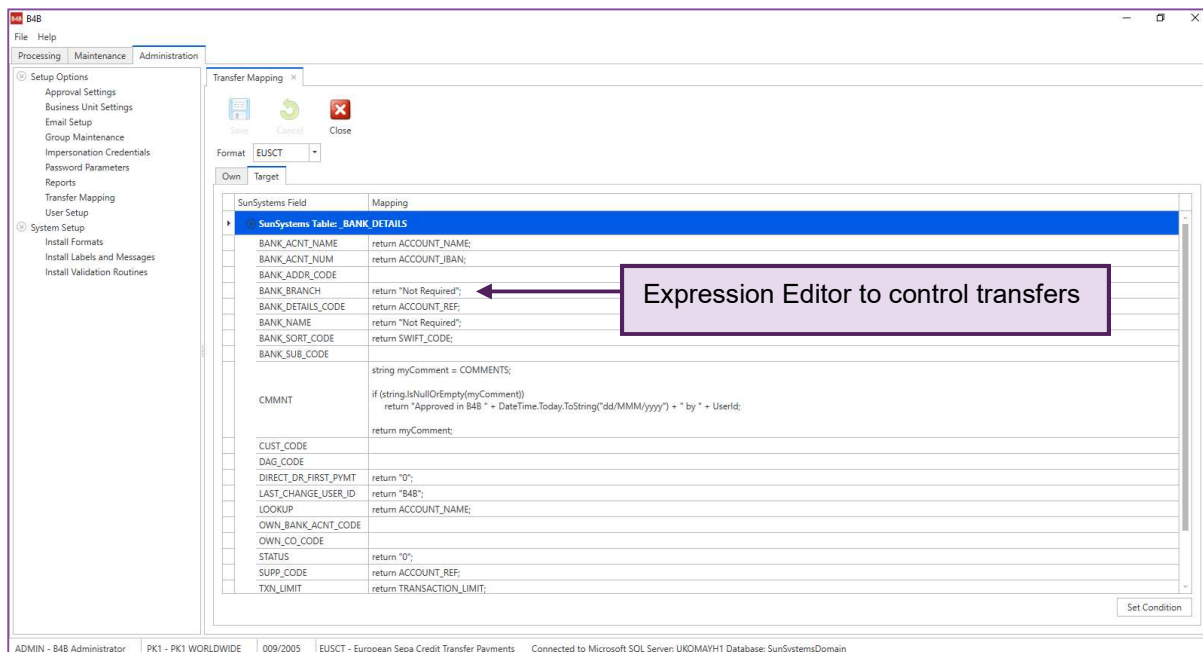 B4B B4B
File Help
Processing Maintenance Administration
Setup Options
Approval Settings
Business Unit Settings
Email Setup
Group Maintenance
Impersonation Credentials
Password Parameters
Reports
Transfer Mapping
User Setup
System Setup
Install Formats
Install Labels and Messages
Install Validation Routines
Transfer Mapping ×
Save Cancel Close
Format EUSCT
Own Target
SunSystems Field Mapping
SunSystems Table: _BANK_DETAILS
BANK_ACNT_NAME return ACCOUNT_NAME;
BANK_ACNT_NUM return ACCOUNT_IBAN;
BANK_ADDR_CODE
BANK_BRANCH return "Not Required";
BANK_DETAILS_CODE return ACCOUNT_REF;
BANK_NAME return "Not Required";
BANK_SORT_CODE return SWIFT_CODE;
BANK_SUB_CODE
string myComment = COMMENTS;
if (string.IsNullOrEmpty(myComment))
CMMNT
return "Approved in B4B " + DateTime.Today.ToString("dd/MMM/yyyy") + " by " + UserId;
return myComment;
CUST_CODE
DAG_CODE
DIRECT_DR_FIRST_PYMT return "0";
LAST_CHANGE_USER_ID return "B4B";
LOOKUP return ACCOUNT_NAME;
OWN_BANK_ACNT_CODE
OWN_CO_CODE
STATUS return "0";
SUPP_CODE return ACCOUNT_REF;
TXN_LIMIT return TRANSACTION_LIMIT;
Expression Editor to control transfers
Set Condition
ADMIN - B4B Administrator PK1 - PK1 WORLDWIDE 009/2005 EUSCT - European Sepa Credit Transfer Payments Connected to Microsoft SQL Server: UKOMAYH1 Database: SunSystemsDomain